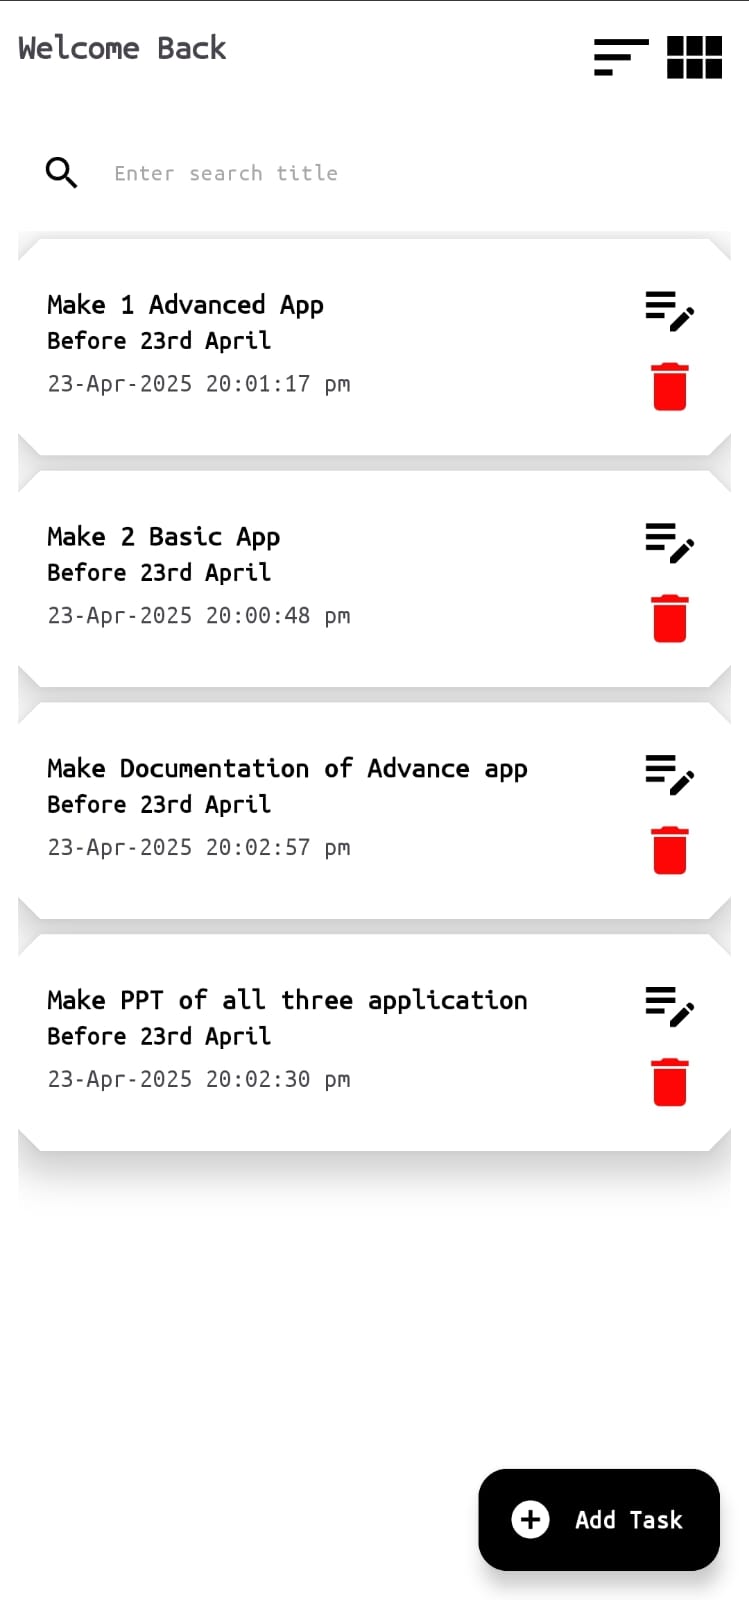 Welcome Back
Enter search title
Make 1 Advanced App
Before 23rd April
23-Apr-2025 20:01:17 pm
Make 2 Basic App
Before 23rd April
23-Apr-2025 20:00:48 pm
Make Documentation of Advance app
Before 23rd April
23-Apr-2025 20:02:57 pm
Make PPT of all three application
Before 23rd April
23-Apr-2025 20:02:30 pm
Add Task